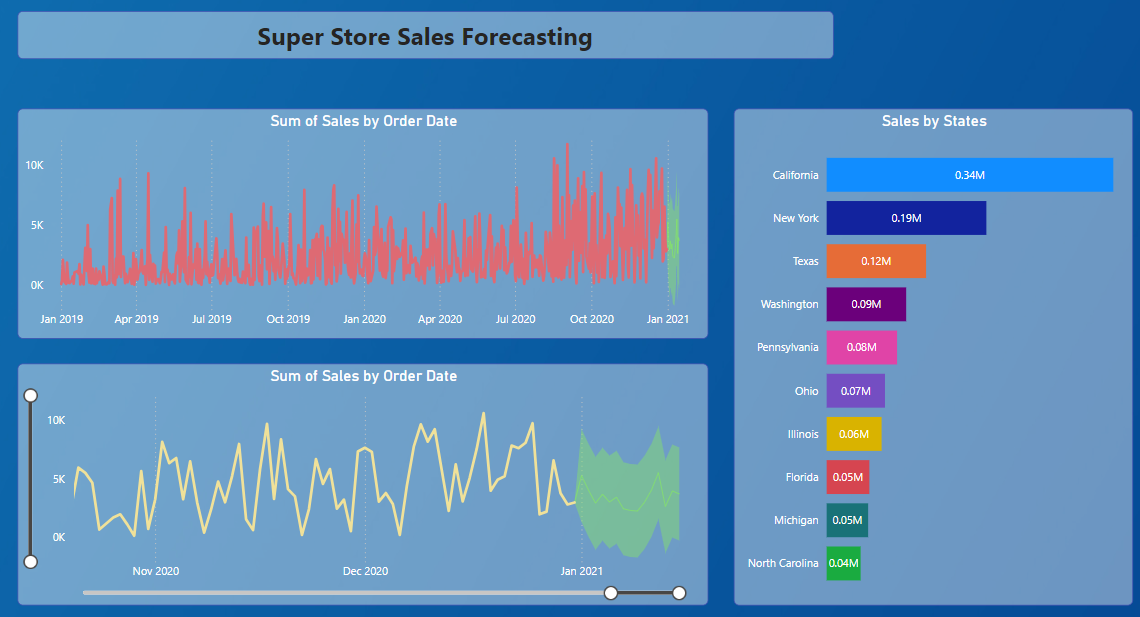 Super Store Sales Forecasting
Sum of Sales by Order Date
10K
5K
0K
Jan 2019 Apr 2019 Jul 2019 Oct 2019 Jan 2020 Apr 2020 Jul 2020 Oct 2020 Jan 2021
Sum of Sales by Order Date
10K
5K
0K
Nov 2020 Dec 2020 Jan 2021
Sales by States
California 0.34M
New York 0.19M
Texas 0.12M
Washington 0.09M
Pennsylvania 0.08M
Ohio 0.07M
Illinois 0.06M
Florida 0.05M
Michigan 0.05M
North Carolina 0.04M